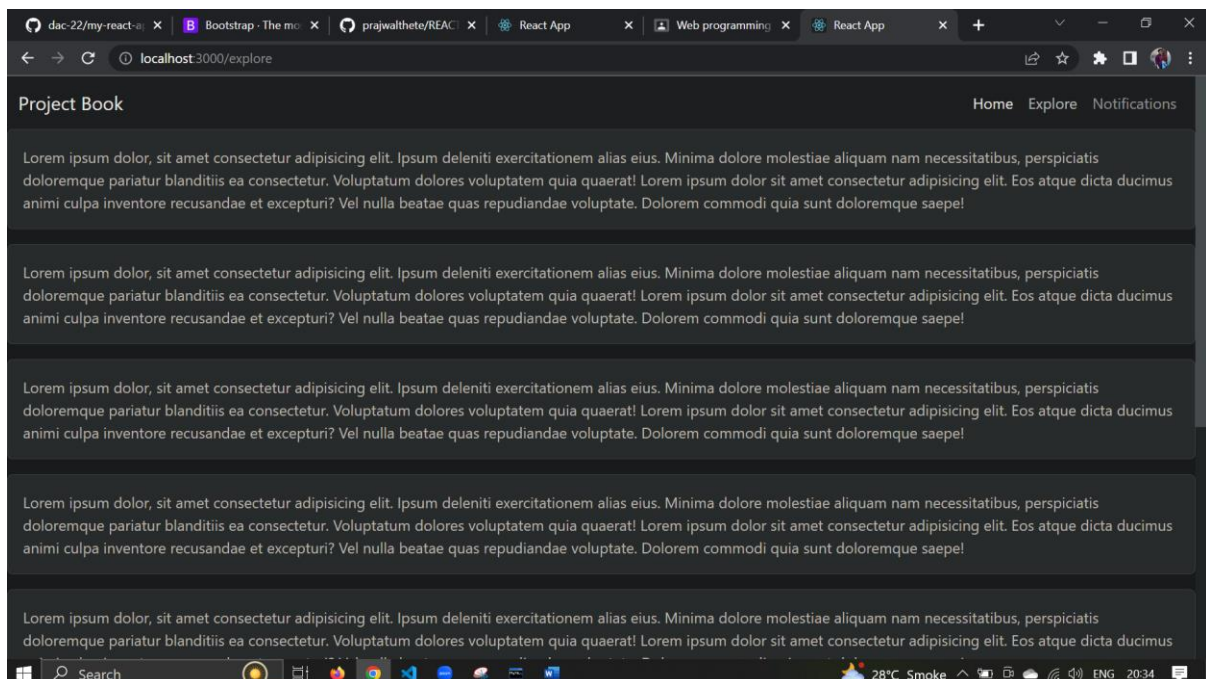 dac-22/my-react-a
Bootstrap · The mo
prajwalthete/REAC
React App
Web programming
React App
localhost:3000/explore
Project Book
Home Explore Notifications
Lorem ipsum dolor, sit amet consectetur adipisicing elit. Ipsum deleniti exercitationem alias eius. Minima dolore molestiae aliquam nam necessitatibus, perspiciatis
doloremque pariatur blanditiis ea consectetur. Voluptatum dolores voluptatem quia quaerat! Lorem ipsum dolor sit amet consectetur adipisicing elit. Eos atque dicta ducimus
animi culpa inventore recusandae et excepturi? Vel nulla beatae quas repudiandae voluptate. Dolorem commodi quia sunt doloremque saepe!
Lorem ipsum dolor, sit amet consectetur adipisicing elit. Ipsum deleniti exercitationem alias eius. Minima dolore molestiae aliquam nam necessitatibus, perspiciatis
doloremque pariatur blanditiis ea consectetur. Voluptatum dolores voluptatem quia quaerat! Lorem ipsum dolor sit amet consectetur adipisicing elit. Eos atque dicta ducimus
animi culpa inventore recusandae et excepturi? Vel nulla beatae quas repudiandae voluptate. Dolorem commodi quia sunt doloremque saepe!
Lorem ipsum dolor, sit amet consectetur adipisicing elit. Ipsum deleniti exercitationem alias eius. Minima dolore molestiae aliquam nam necessitatibus, perspiciatis
doloremque pariatur blanditiis ea consectetur. Voluptatum dolores voluptatem quia quaerat! Lorem ipsum dolor sit amet consectetur adipisicing elit. Eos atque dicta ducimus
animi culpa inventore recusandae et excepturi? Vel nulla beatae quas repudiandae voluptate. Dolorem commodi quia sunt doloremque saepe!
Lorem ipsum dolor, sit amet consectetur adipisicing elit. Ipsum deleniti exercitationem alias eius. Minima dolore molestiae aliquam nam necessitatibus, perspiciatis
doloremque pariatur blanditiis ea consectetur. Voluptatum dolores voluptatem quia quaerat! Lorem ipsum dolor sit amet consectetur adipisicing elit. Eos atque dicta ducimus
animi culpa inventore recusandae et excepturi? Vel nulla beatae quas repudiandae voluptate. Dolorem commodi quia sunt doloremque saepe!
Lorem ipsum dolor, sit amet consectetur adipisicing elit. Ipsum deleniti exercitationem alias eius. Minima dolore molestiae aliquam nam necessitatibus, perspiciatis
doloremque pariatur blanditiis ea consectetur. Voluptatum dolores voluptatem quia quaerat! Lorem ipsum dolor sit amet consectetur adipisicing elit. Eos atque dicta ducimus
Search 28°C Smoke ENG 20:34